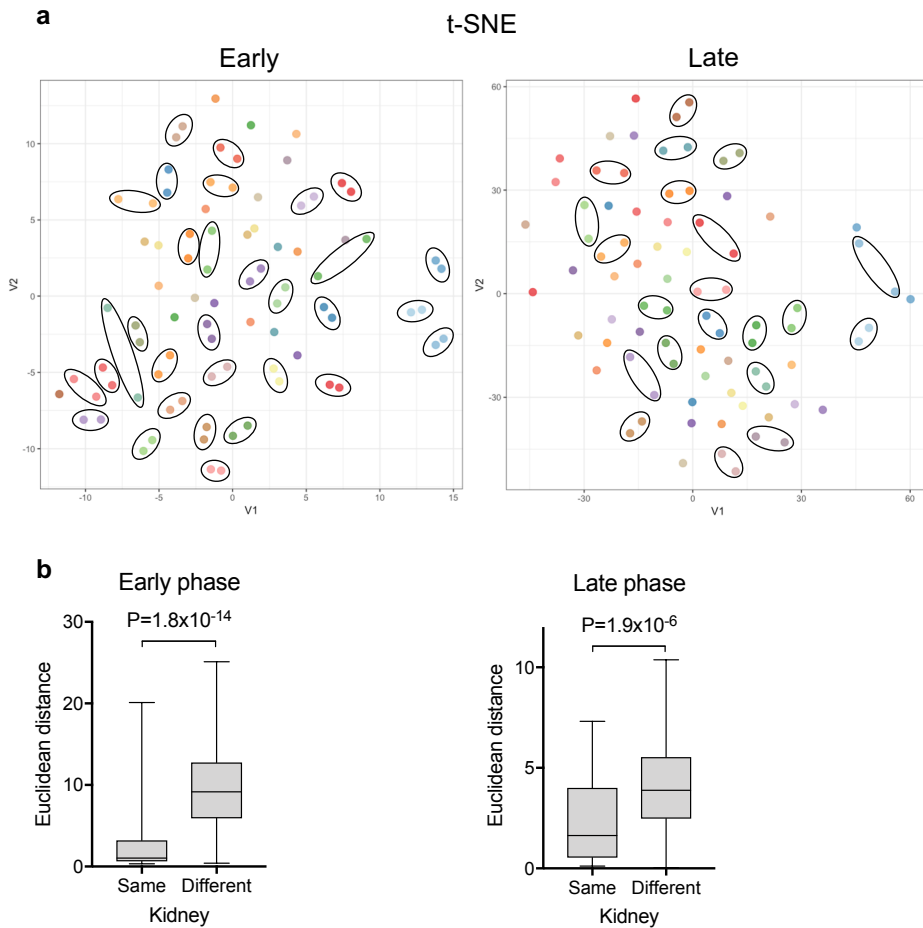 a
t-SNE
Early
Late
10
5
0
-5
-10
V2
-10
-5
0
5
10
15
V1
60
30
0
-30
V2
-30
0
30
60
V1
b
Early phase
P=1.8x10-14
30
20
10
0
Euclidean distance
Same Different
Kidney
Late phase
P=1.9x10-6
10
5
0
Euclidean distance
Same Different
Kidney